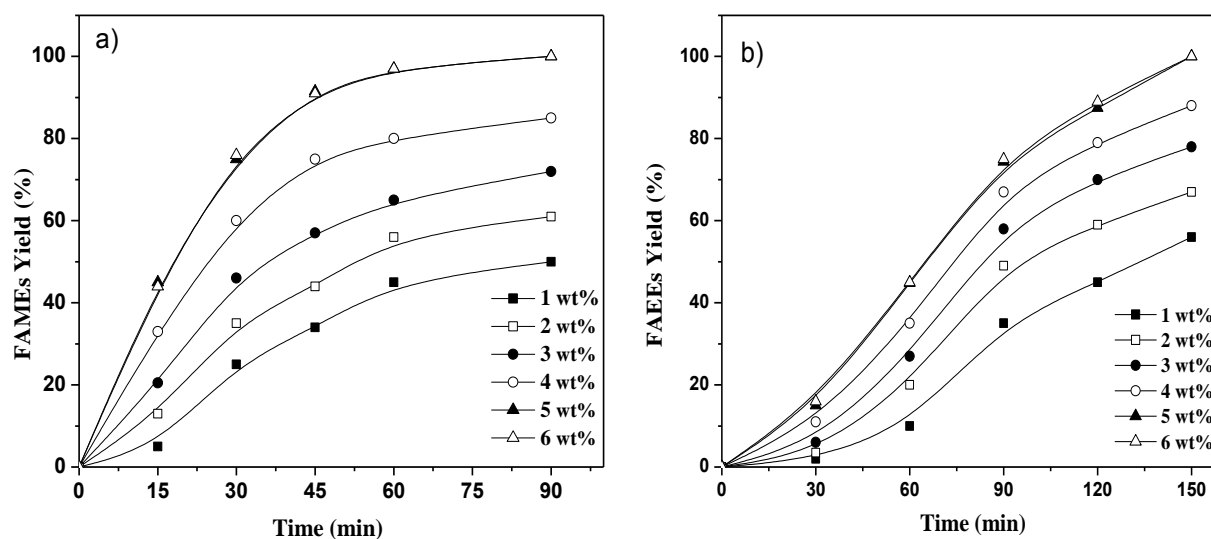 a)
FAMEs Yield (%)
100
80
60
40
20
0
0 15 30 45 60 75 90
Time (min)
1 wt%
2 wt%
3 wt%
4 wt%
5 wt%
6 wt%
b)
FAEEs Yield (%)
100
80
60
40
20
0
0 30 60 90 120 150
Time (min)
1 wt%
2 wt%
3 wt%
4 wt%
5 wt%
6 wt%